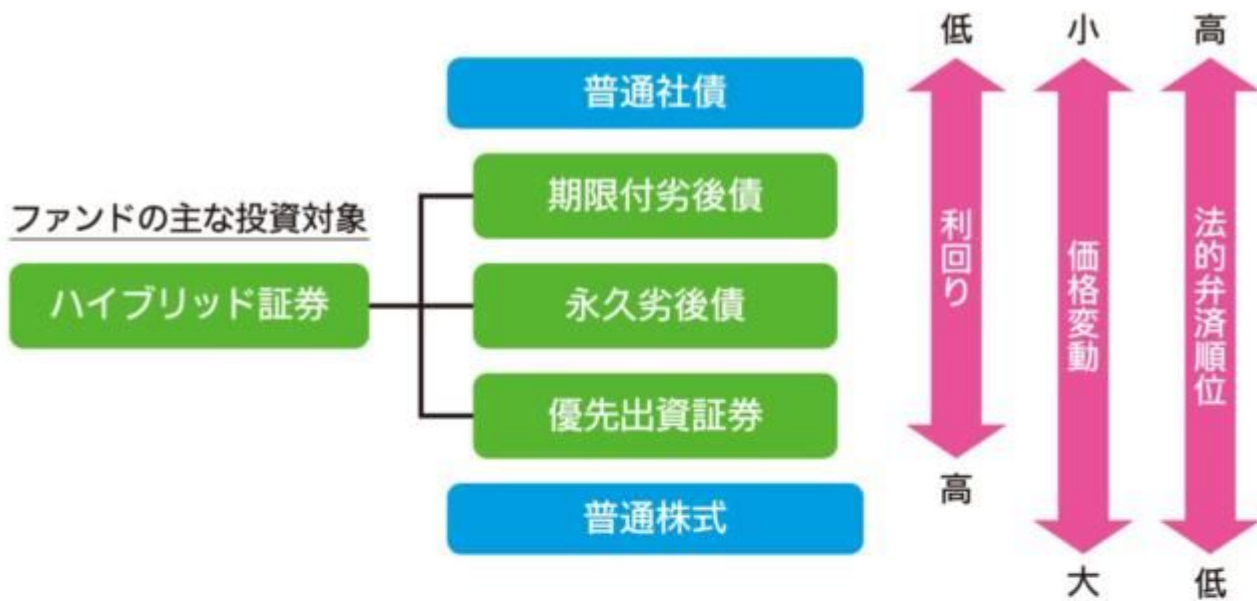 低
小
高
普通社債
期限付劣後債
ファンドの主な投資対象
ハイブリッド証券
永久劣後債
優先出資証券
普通株式
利回り
価格変動
法的弁済順位
高
大
低